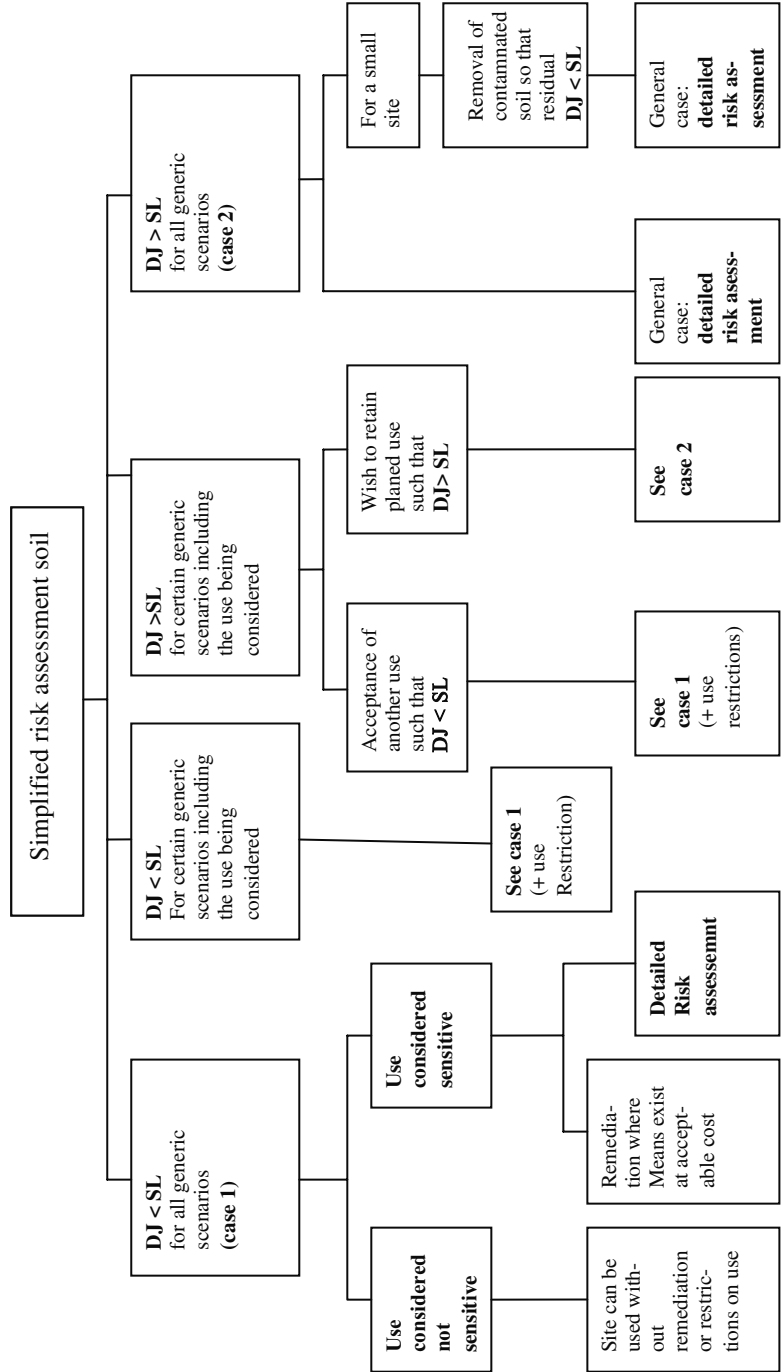 Simplified risk assessment soil
DJ < SL
for all generic
scenarios
(case 1)
DJ < SL
For certain generic
scenarios including
the use being
considered
DJ >SL
for certain generic
scenarios including
the use being
considered
DJ > SL
for all generic
scenarios
(case 2)
Use
considered
not
sensitive
Use
considered
sensitive
Acceptance of
another use
such that
DJ < SL
Wish to retain
planed use
such that
DJ> SL
For a small
site
Removal of
contamnated
soil so that
residual
DJ < SL
Site can be
used with-
out
remediation
or restric-
tions on use
Remedia-
tion where
Means exist
at accept-
able cost
Detailed
Risk
assessemnt
See case 1
(+ use
Restriction)
See
case 1
(+ use
restrictions)
See
case 2
General
case:
detailed
risk asess-
ment
General
case:
detailed
risk as-
sessment